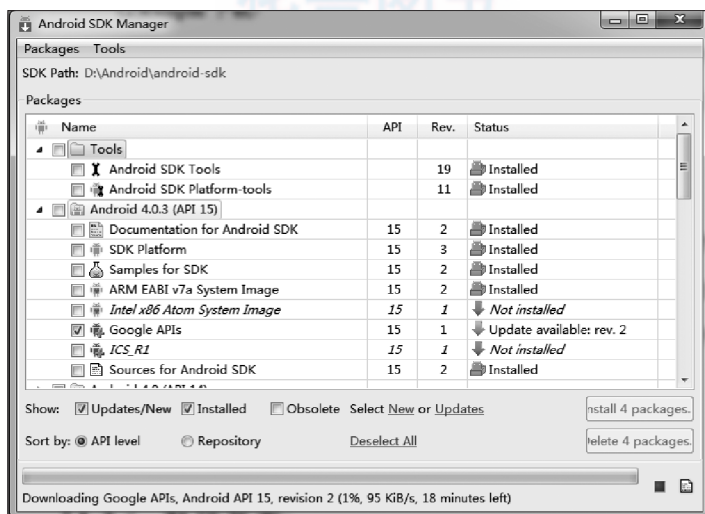 Android SDK Manager
Packages Tools
SDK Path: D:\Android\android-sdk
Packages
Name API Rev. Status
Tools
Android SDK Tools 19 Installed
Android SDK Platform-tools 11 Installed
Android 4.0.3 (API 15)
Documentation for Android SDK 15 2 Installed
SDK Platform 15 3 Installed
Samples for SDK 15 2 Installed
ARM EABI v7a System Image 15 2 Installed
Intel x86 Atom System Image 15 1 Not installed
Google APIs 15 1 Update available: rev. 2
ICS_R1 15 1 Not installed
Sources for Android SDK 15 2 Installed
Show: Updates/New Installed Obsolete Select New or Updates nstall 4 packages.
Sort by: API level Repository Deselect All elete 4 packages.
Downloading Google APIs, Android API 15, revision 2 (1%, 95 KiB/s, 18 minutes left)